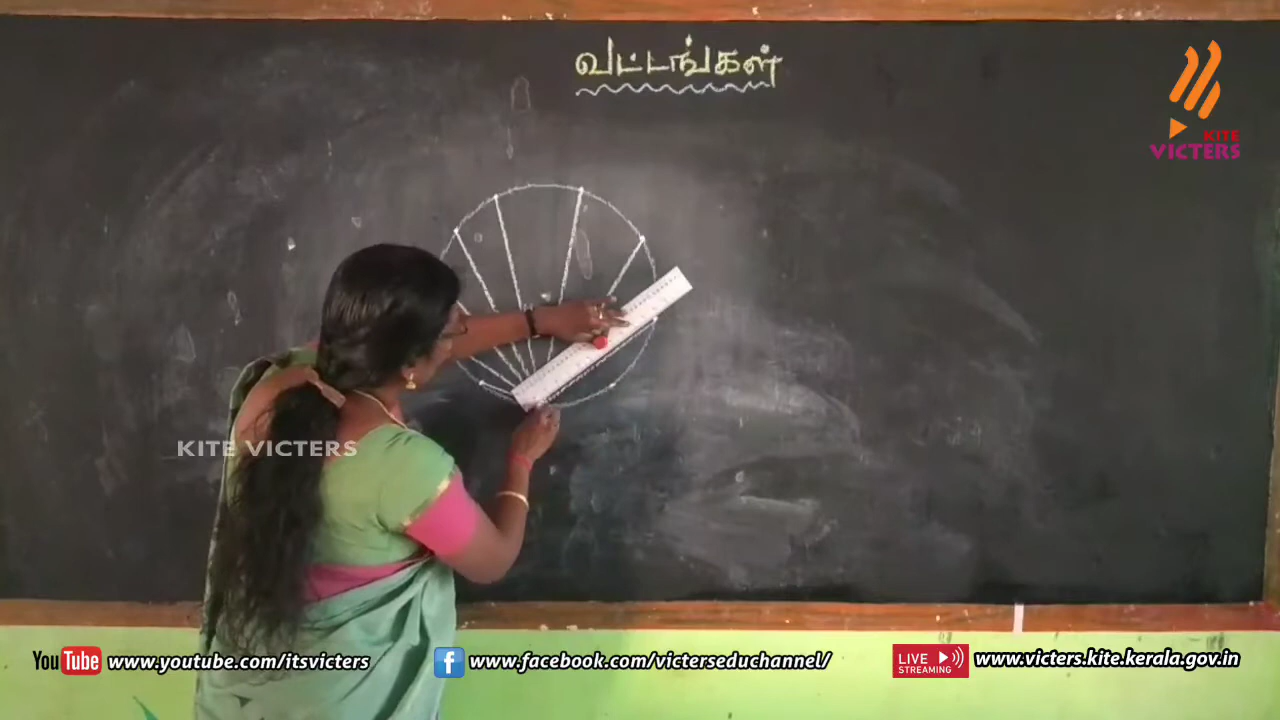 வட்டங்கள்
KITE
VICTERS
KITE VICTERS
YouTube www.youtube.com/itsvicters
f www.facebook.com/victerseduchannel/
LIVE
STREAMING
www.victers.kite.kerala.gov.in